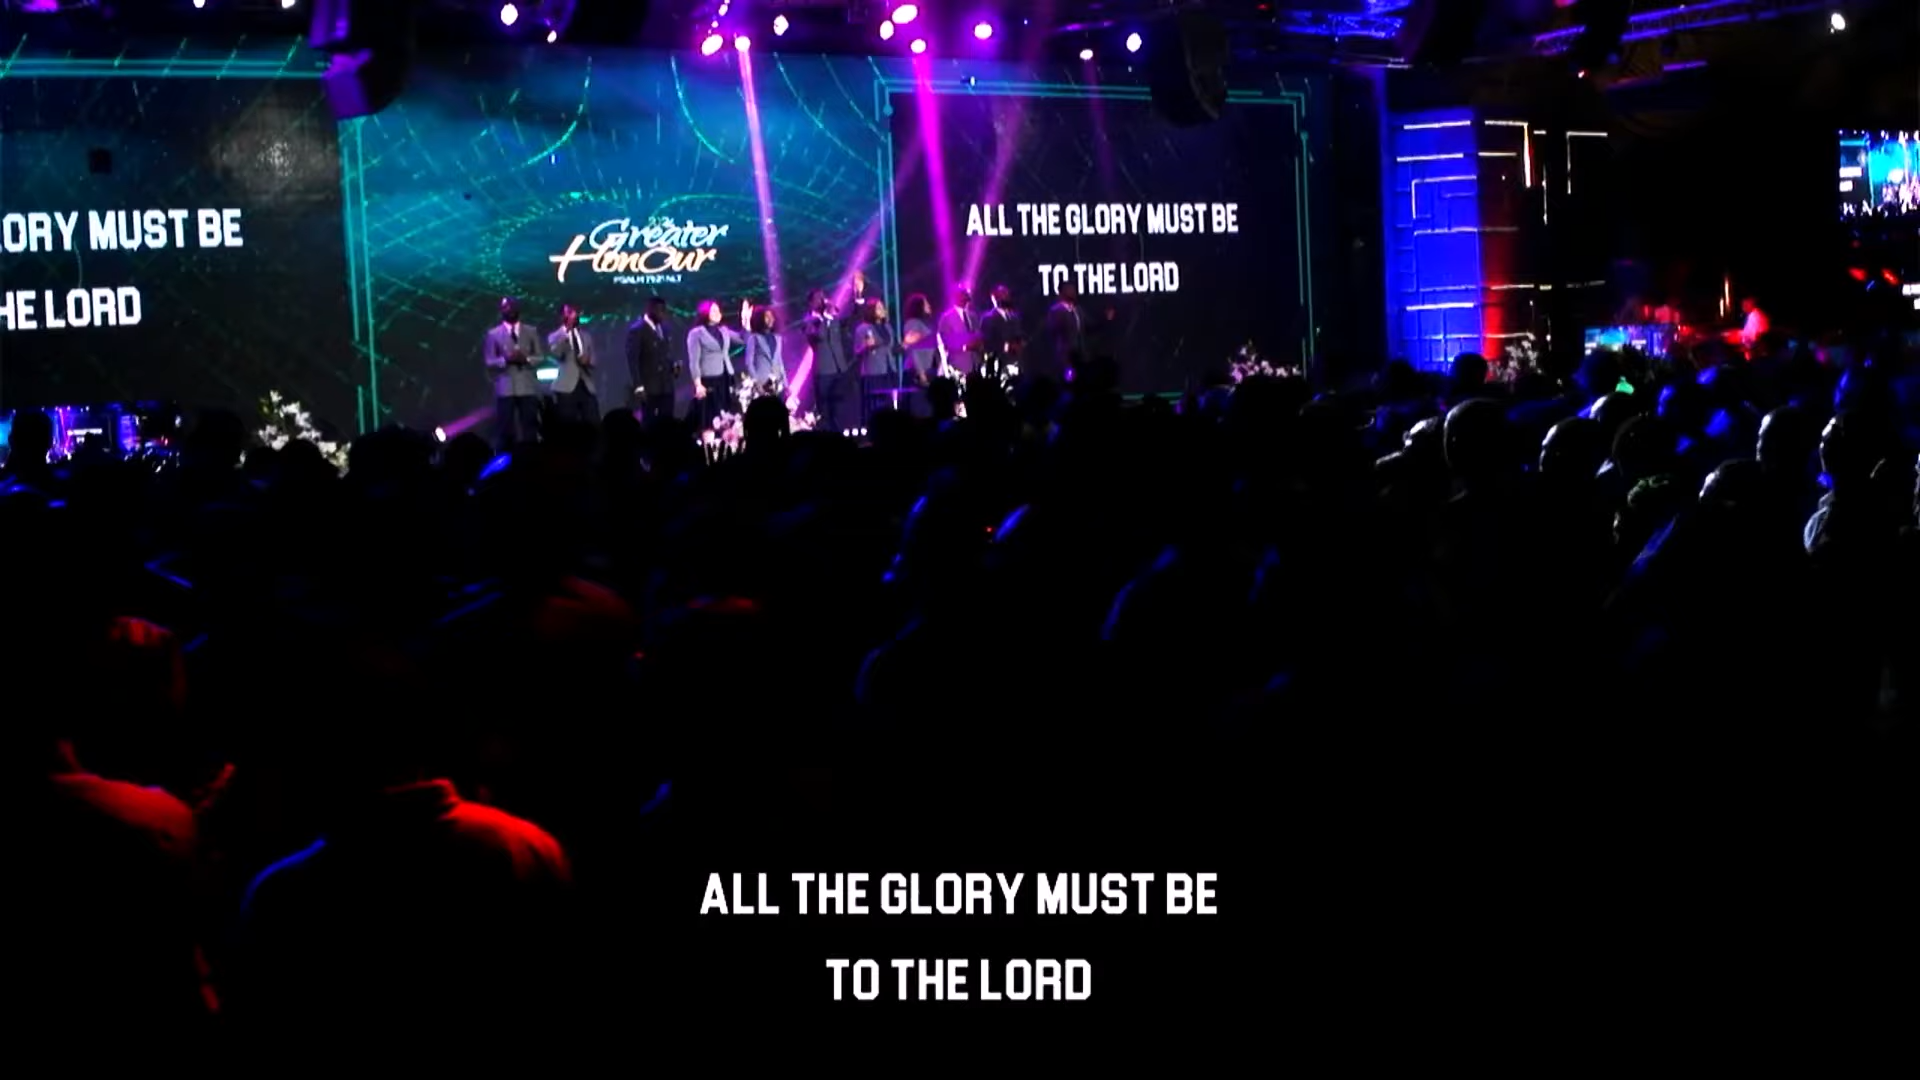 ORY MUST BE
HE LORD
Greater
Honour
ALL THE GLORY MUST BE
TO THE LORD
ALL THE GLORY MUST BE
TO THE LORD